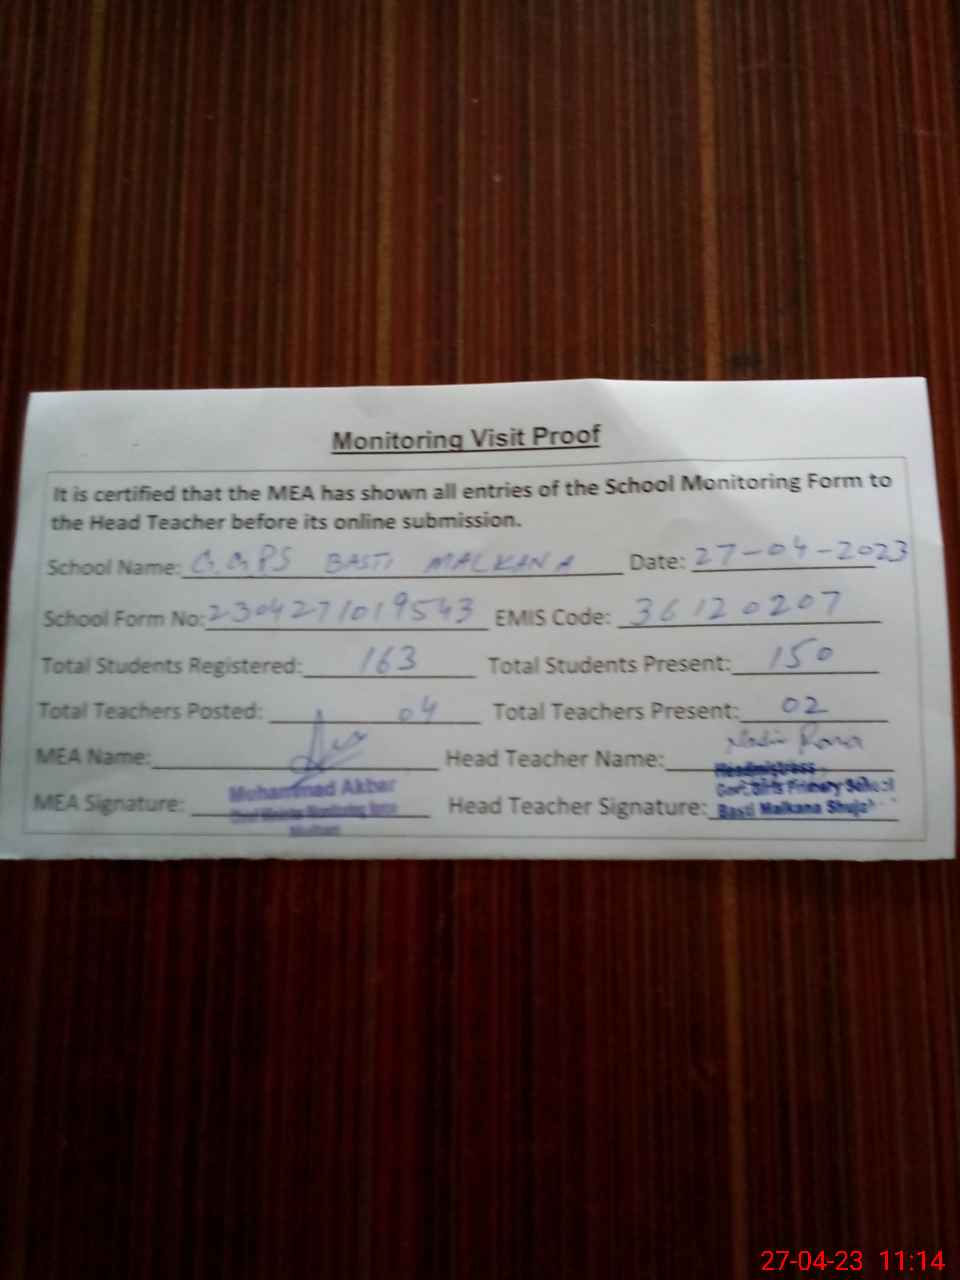 Monitoring Visit Proof
It is certified that the MEA has shown all entries of the School Monitoring Form to
the Head Teacher before its online submission.
School Name: G.G.P.S BASTI MALKANA Date: 27-04-2023
School Form No: 230427101 9543 EMIS Code: 36120207
Total Students Registered: 163 Total Students Present: 150
Total Teachers Posted: 04 Total Teachers Present: 02
MEA Name: Head Teacher Name:
Headmistress
MEA Signature: Muhammad Akbar Head Teacher Signature: Govt. Girls Primary School
Basti Malkana
27-04-23 11:14